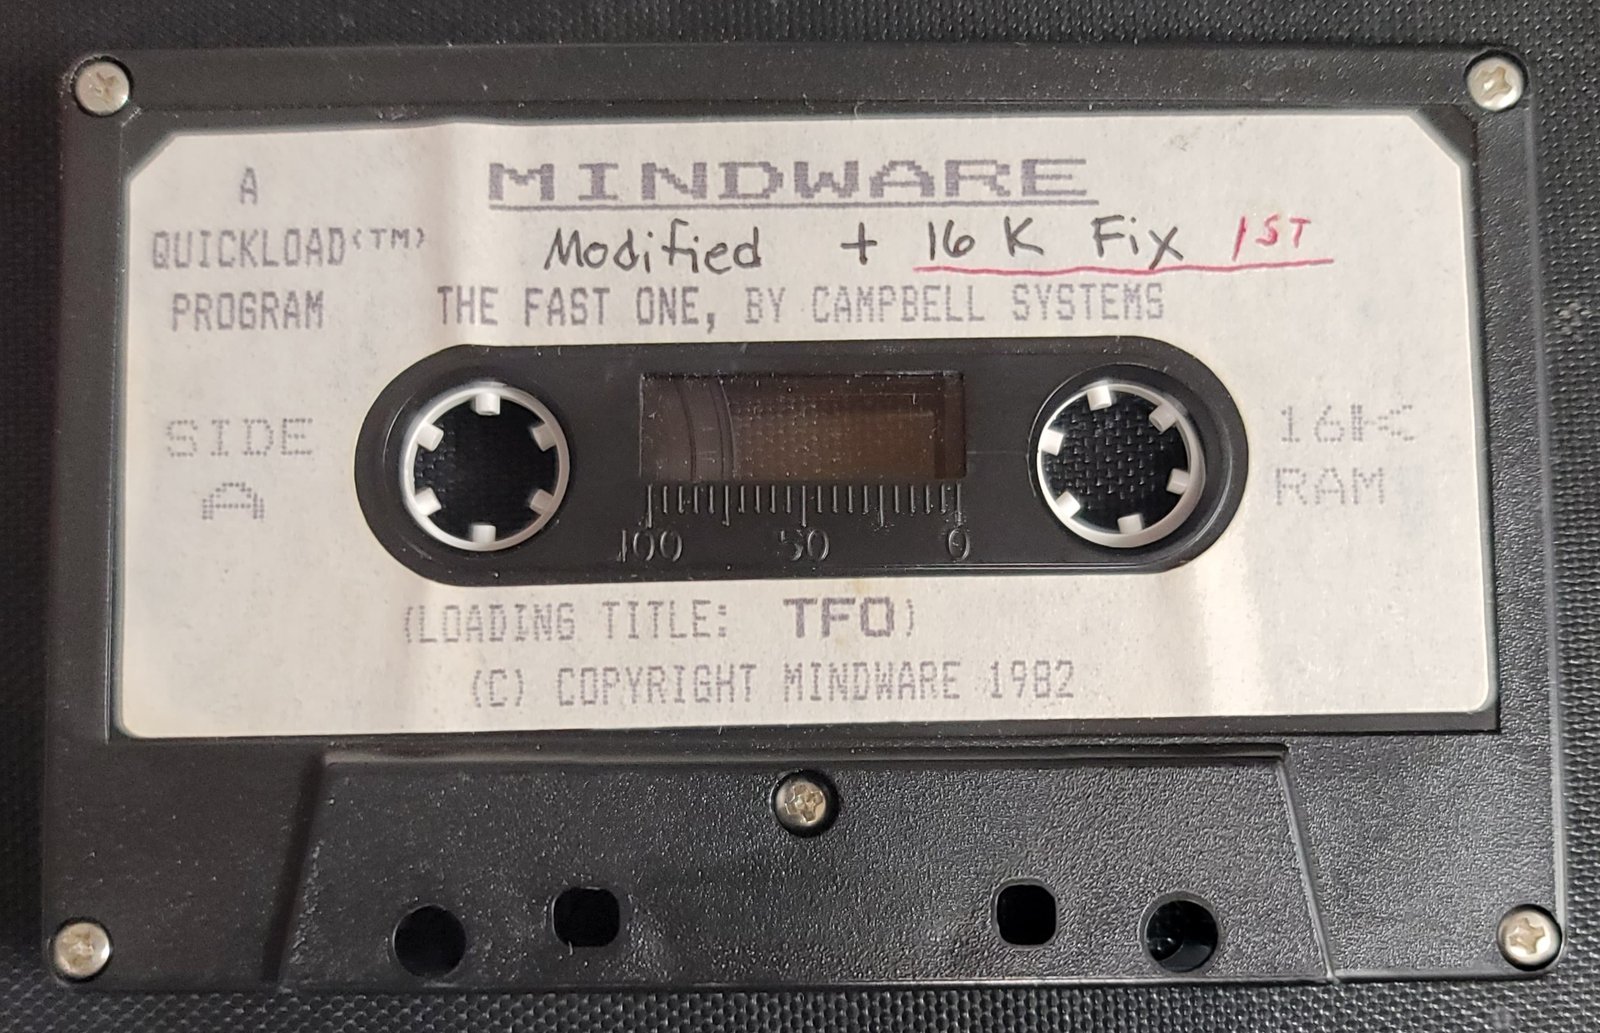 MINDWARE
A
QUICKLOAD(TM)
PROGRAM
Modified + 16 K Fix 1ST
THE FAST ONE, BY CAMPBELL SYSTEMS
SIDE
A
16K
RAM
100 50 0
(LOADING TITLE: TFO)
(C) COPYRIGHT MINDWARE 1982